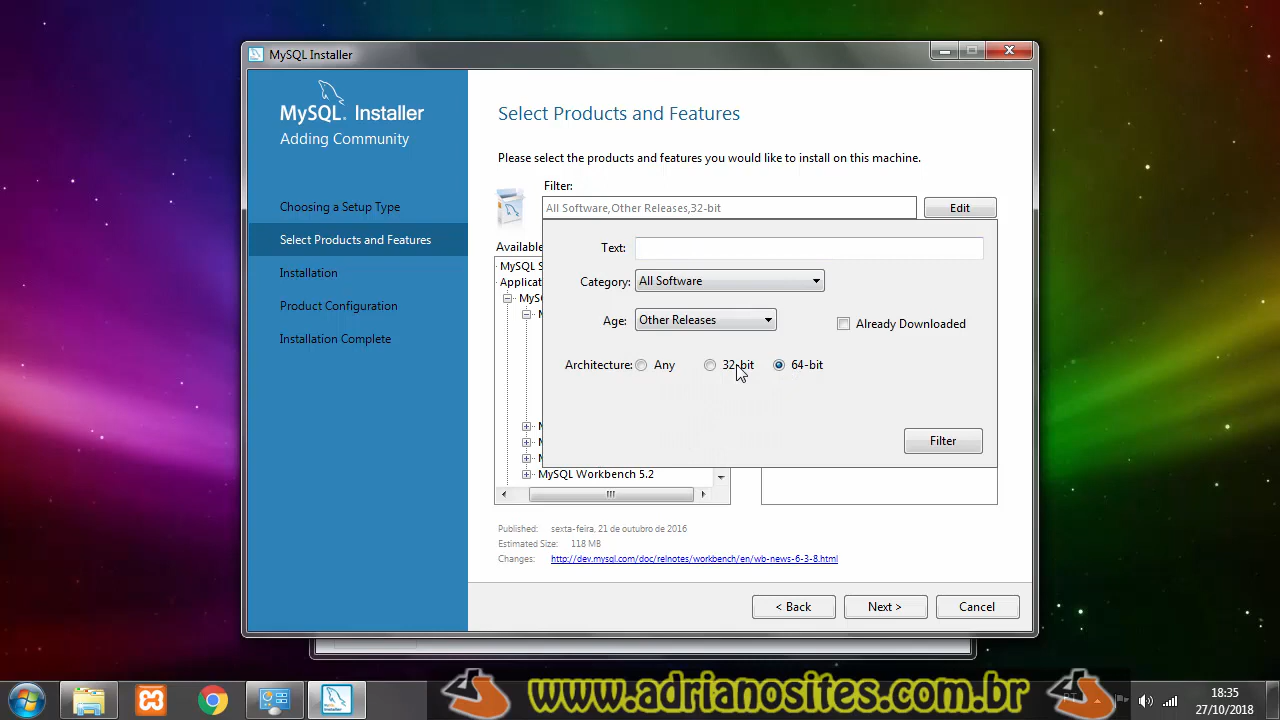 MySQL Installer
MySQL Installer
Adding Community
Choosing a Setup Type
Select Products and Features
Installation
Product Configuration
Installation Complete
Select Products and Features
Please select the products and features you would like to install on this machine.
Filter:
All Software,Other Releases,32-bit
Edit
Available
MySQL S
Applicat
MyS
Text:
Category:
All Software
Age:
Other Releases
Already Downloaded
Architecture:
Any
32-bit
64-bit
Filter
MySQL Workbench 5.2
Published: sexta-feira, 21 de outubro de 2016
Estimated Size: 118 MB
Changes: http://dev.mysql.com/doc/relnotes/workbench/en/wb-news-6-3-8.html
< Back
Next >
Cancel
www.adrianosites.com.br
PT
18:35
27/10/2018